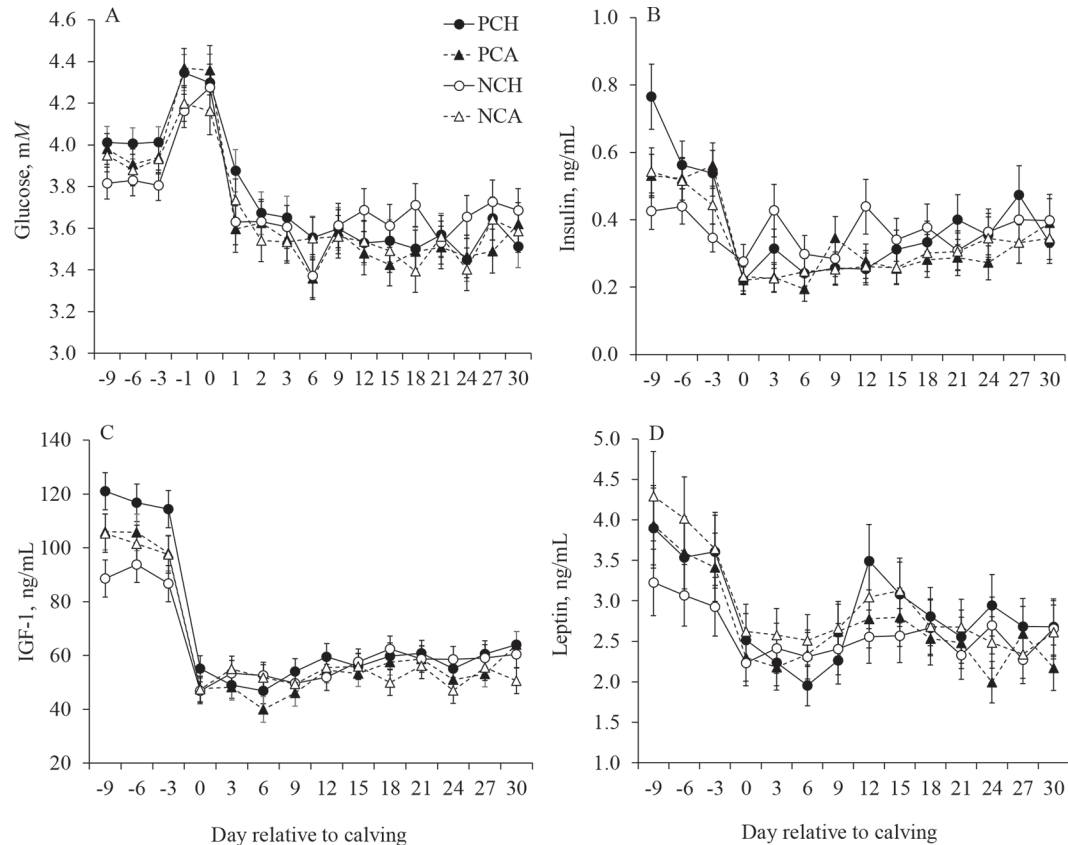 A
4.6
4.4
4.2
4.0
3.8
3.6
3.4
3.2
3.0
Glucose, mM
PCH
PCA
NCH
NCA
-9 -6 -3 -1 0 1 2 3 6 9 12 15 18 21 24 27 30
B
1.0
0.8
0.6
0.4
0.2
0.0
Insulin, ng/mL
-9 -6 -3 0 3 6 9 12 15 18 21 24 27 30
C
140
120
100
80
60
40
20
IGF-1, ng/mL
-9 -6 -3 0 3 6 9 12 15 18 21 24 27 30
Day relative to calving
D
5.0
4.5
4.0
3.5
3.0
2.5
2.0
1.5
1.0
Leptin, ng/mL
-9 -6 -3 0 3 6 9 12 15 18 21 24 27 30
Day relative to calving